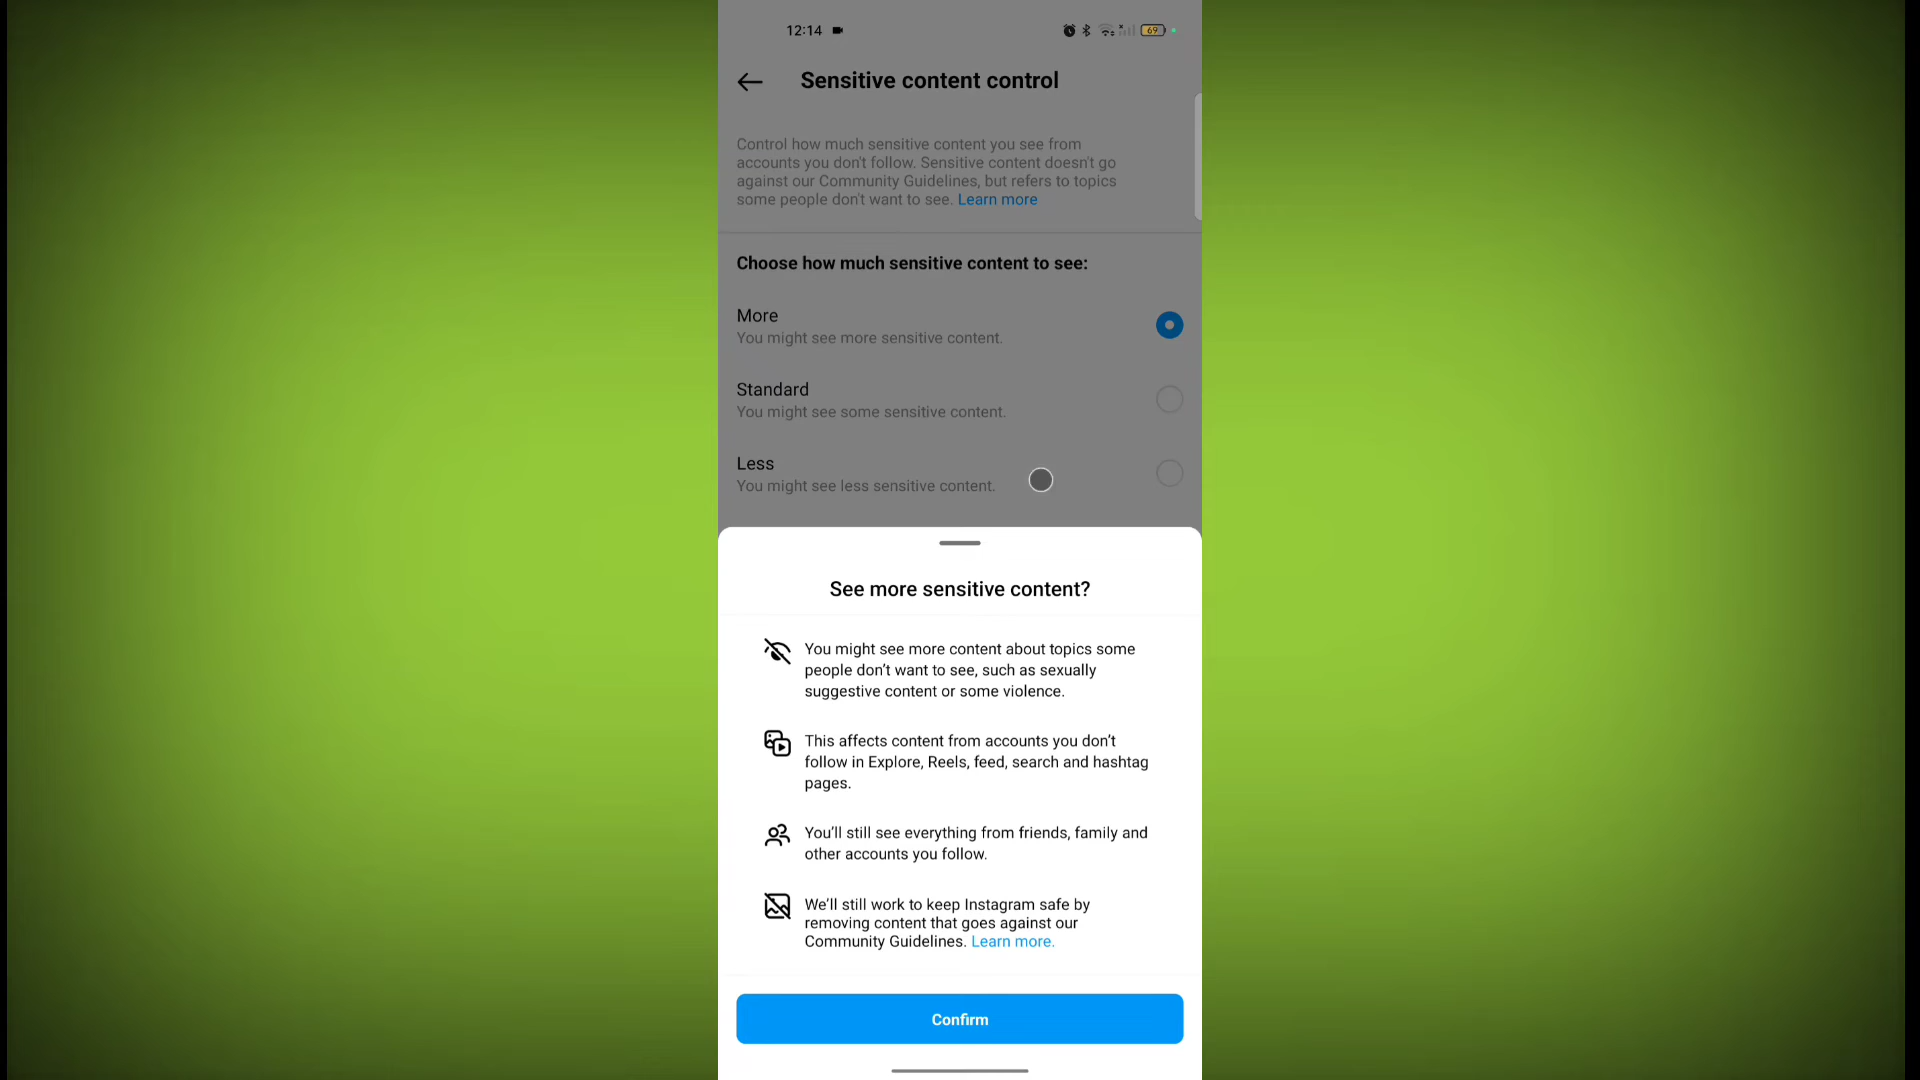 12:14
69
Sensitive content control
Control how much sensitive content you see from
accounts you don't follow. Sensitive content doesn't go
against our Community Guidelines, but refers to topics
some people don't want to see. Learn more
Choose how much sensitive content to see:
More
You might see more sensitive content.
Standard
You might see some sensitive content.
Less
You might see less sensitive content.
See more sensitive content?
You might see more content about topics some
people don’t want to see, such as sexually
suggestive content or some violence.
This affects content from accounts you don’t
follow in Explore, Reels, feed, search and hashtag
pages.
You’ll still see everything from friends, family and
other accounts you follow.
We’ll still work to keep Instagram safe by
removing content that goes against our
Community Guidelines. Learn more.
Confirm